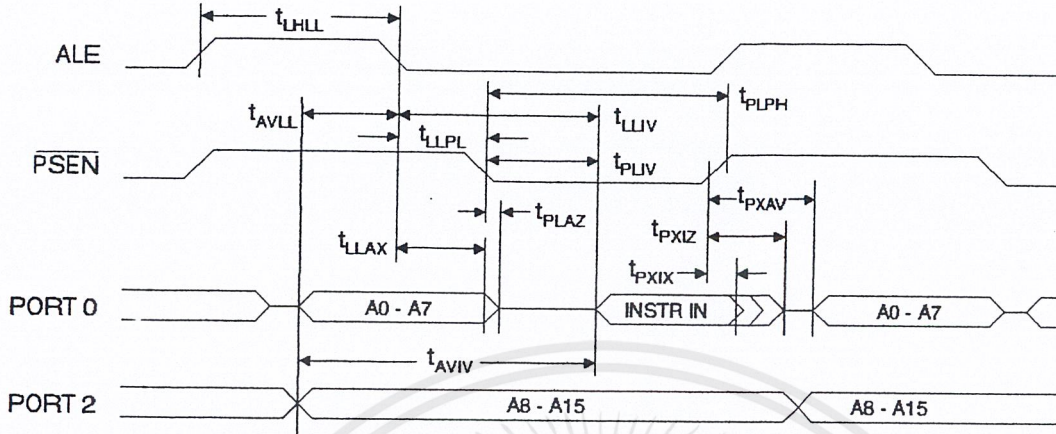 tLHLL
ALE
tPLPH
tAVLL
tLLIV
tLLPL
PSEN
tPLIV
tPXAV
tPLAZ
tLLAX
tPXIZ
tPXIX
PORT 0
A0 - A7
INSTR IN
A0 - A7
tAVIV
PORT 2
A8 - A15
A8 - A15